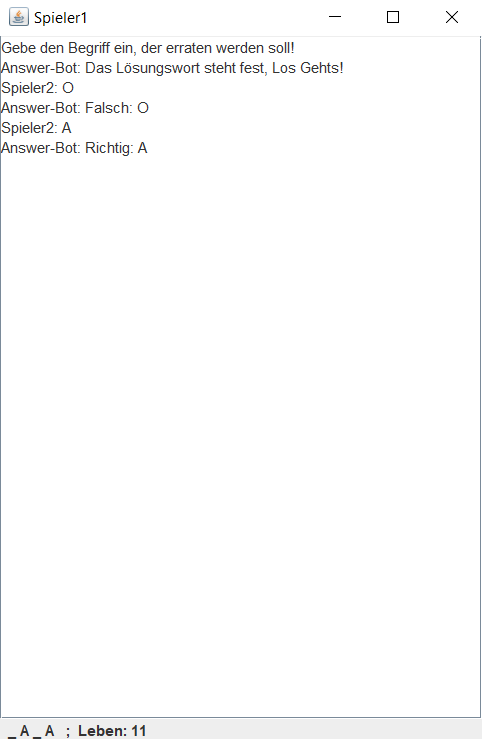 Spieler1
Gebe den Begriff ein, der erraten werden soll!
Answer-Bot: Das Lösungswort steht fest, Los Gehts!
Spieler2: O
Answer-Bot: Falsch: O
Spieler2: A
Answer-Bot: Richtig: A
_ A _ A ; Leben: 11